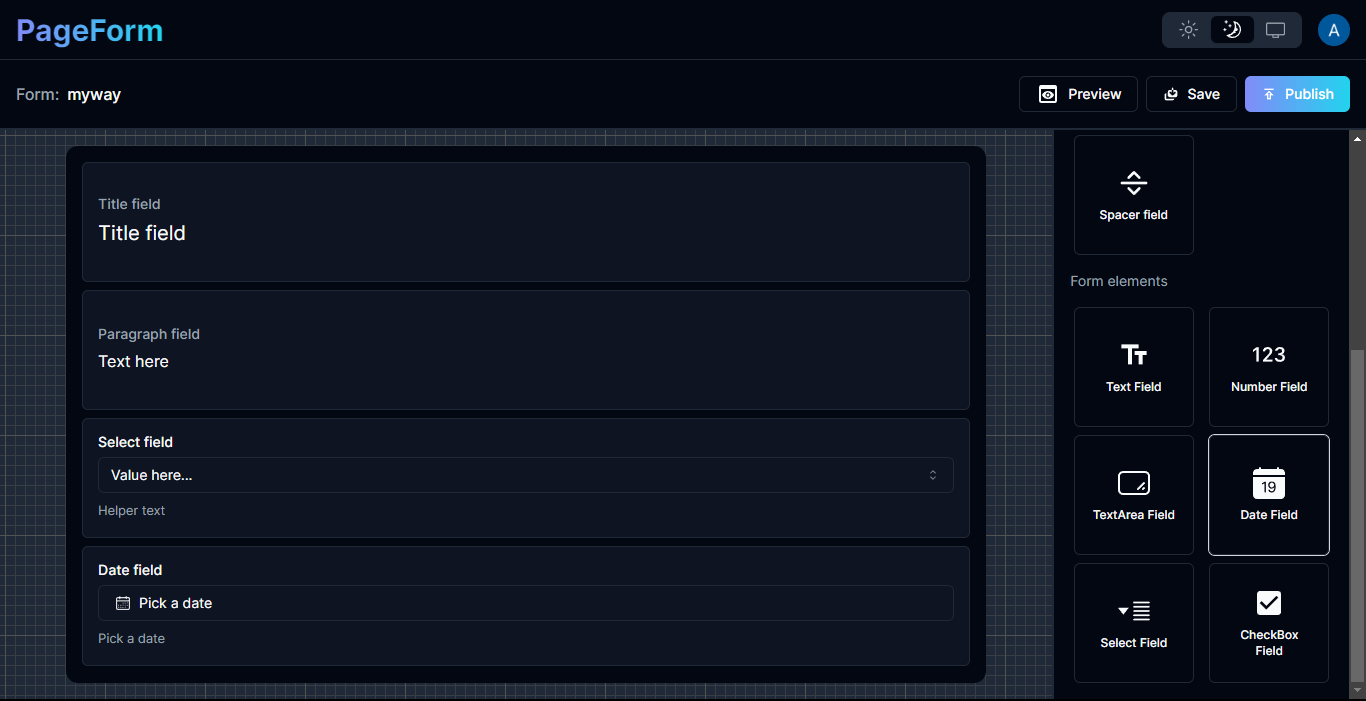 PageForm
A
Form: myway
Preview
Save
Publish
Title field
Title field
Paragraph field
Text here
Select field
Value here...
Helper text
Date field
Pick a date
Pick a date
Spacer field
Form elements
Text Field
123
Number Field
TextArea Field
19
Date Field
Select Field
CheckBox
Field